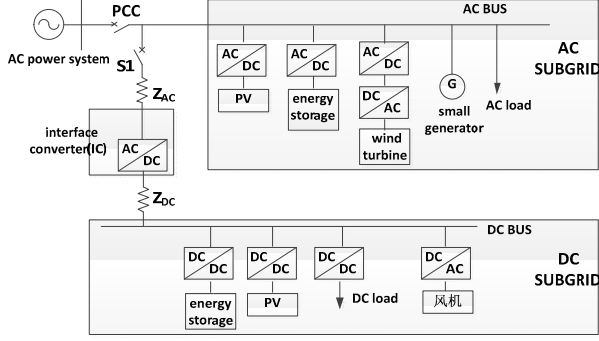 PCC
AC BUS
AC power system
S1
AC
DC
AC
DC
AC
DC
AC
SUBGRID
Z_AC
PV
energy
storage
DC
AC
G
small
generator
AC load
wind
turbine
interface
converter(IC)
AC
DC
Z_DC
DC BUS
DC
DC
DC
DC
DC
DC
DC
AC
DC
SUBGRID
energy
storage
PV
DC load
风机